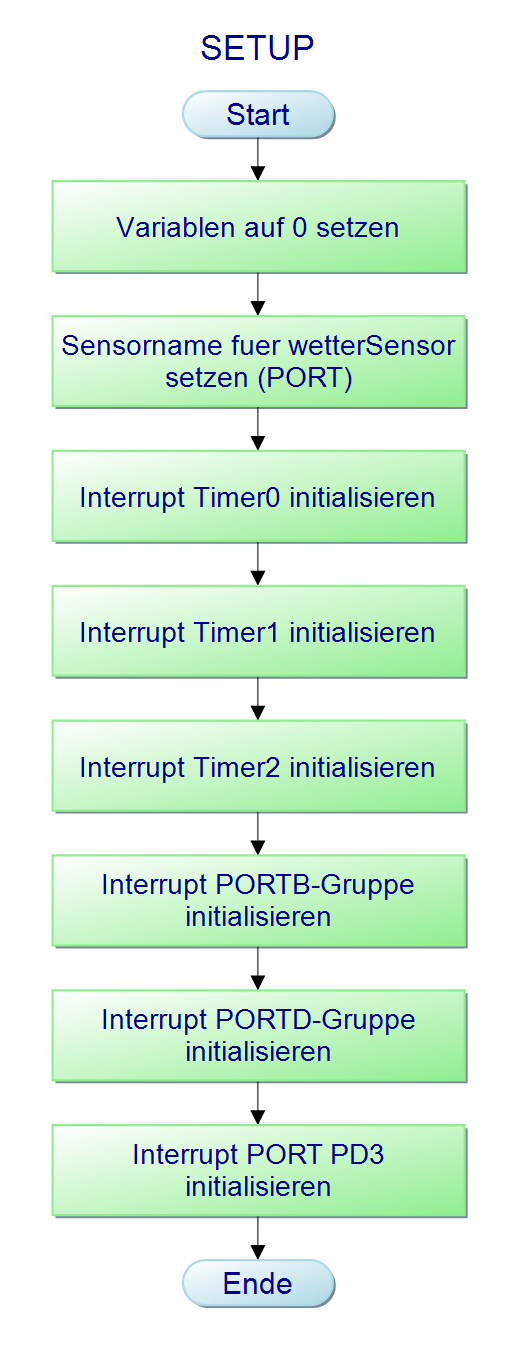 SETUP
Start
Variablen auf 0 setzen
Sensorname fuer wetterSensor
setzen (PORT)
Interrupt Timer0 initialisieren
Interrupt Timer1 initialisieren
Interrupt Timer2 initialisieren
Interrupt PORTB-Gruppe
initialisieren
Interrupt PORTD-Gruppe
initialisieren
Interrupt PORT PD3
initialisieren
Ende